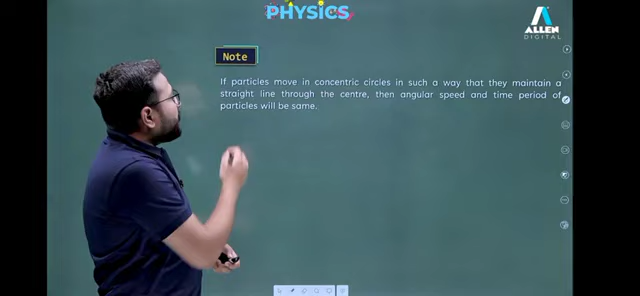 PHYSICS
ALLEN
DIGITAL
Note
If particles move in concentric circles in such a way that they maintain a
straight line through the centre, then angular speed and time period of
particles will be same.